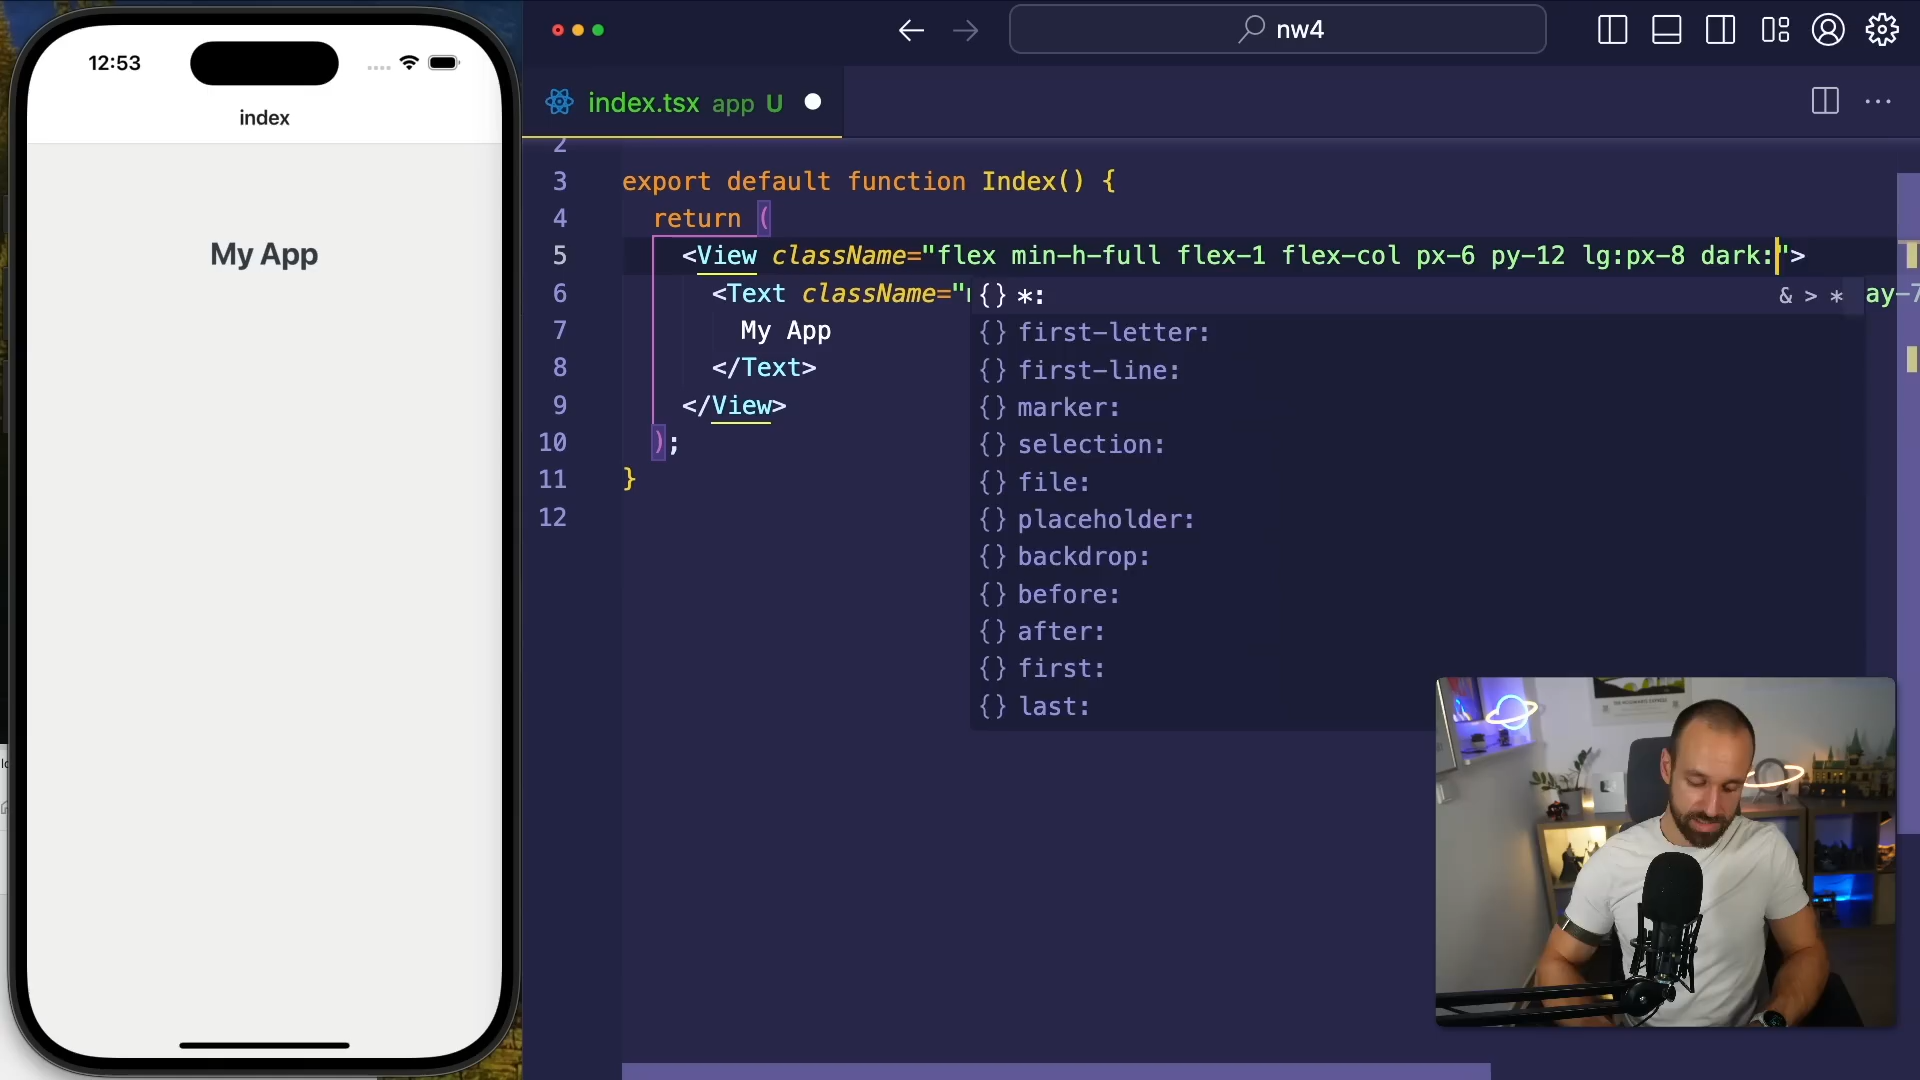 12:53
index
My App
nw4
index.tsx app U
2
3 export default function Index() {
4 return (
5 <View className="flex min-h-full flex-1 flex-col px-6 py-12 lg:px-8 dark:">
6 <Text className=" ay-7
7 My App
8 </Text>
9 </View>
10 );
11 }
12
{} *: & > *
{} first-letter:
{} first-line:
{} marker:
{} selection:
{} file:
{} placeholder:
{} backdrop:
{} before:
{} after:
{} first:
{} last: